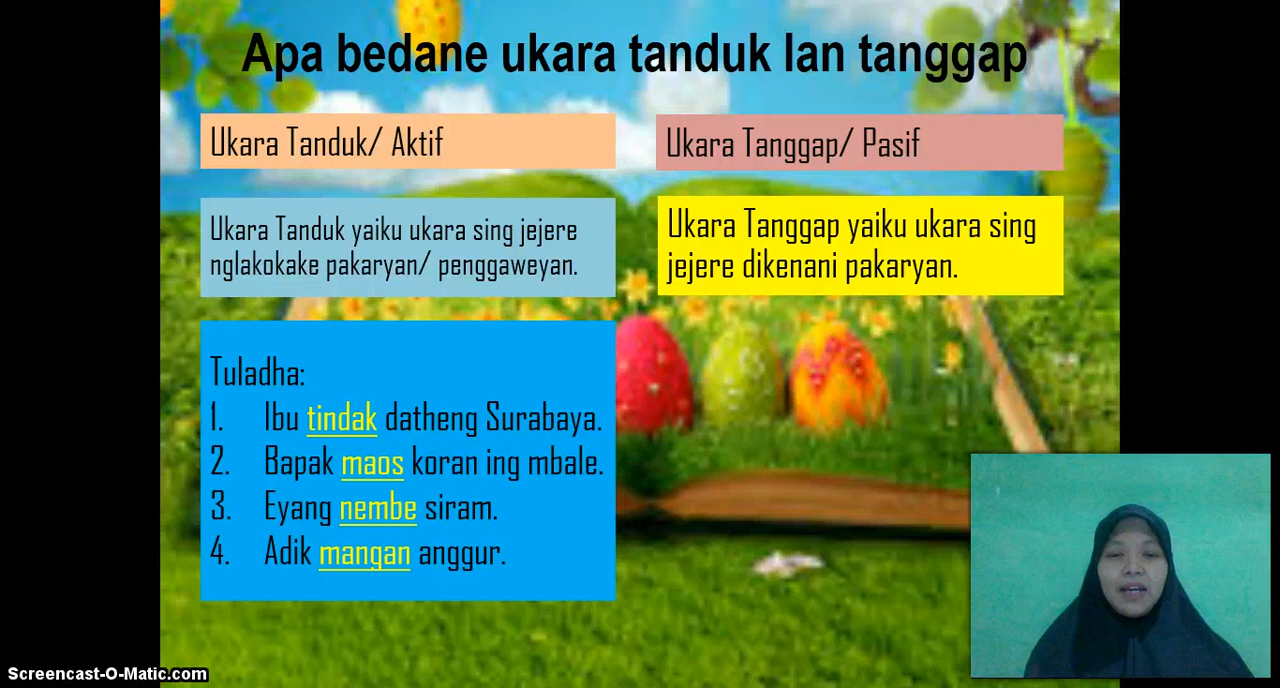 Apa bedane ukara tanduk lan tanggap
Ukara Tanduk/ Aktif
Ukara Tanggap/ Pasif
Ukara Tanduk yaiku ukara sing jejere
nglakokake pakaryan/ penggaweyan.
Ukara Tanggap yaiku ukara sing
jejere dikenani pakaryan.
Tuladha:
1. Ibu tindak datheng Surabaya.
2. Bapak maos koran ing mbale.
3. Eyang nembe siram.
4. Adik mangan anggur.
Screencast-O-Matic.com